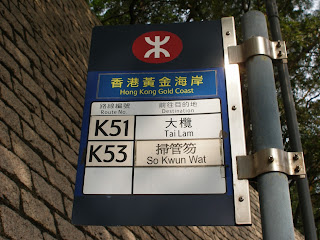 香港黃金海岸
Hong Kong Gold Coast
路線編號 前往目的地
Route No. Destination
K51 大欖
Tai Lam
K53 掃管笏
So Kwun Wat